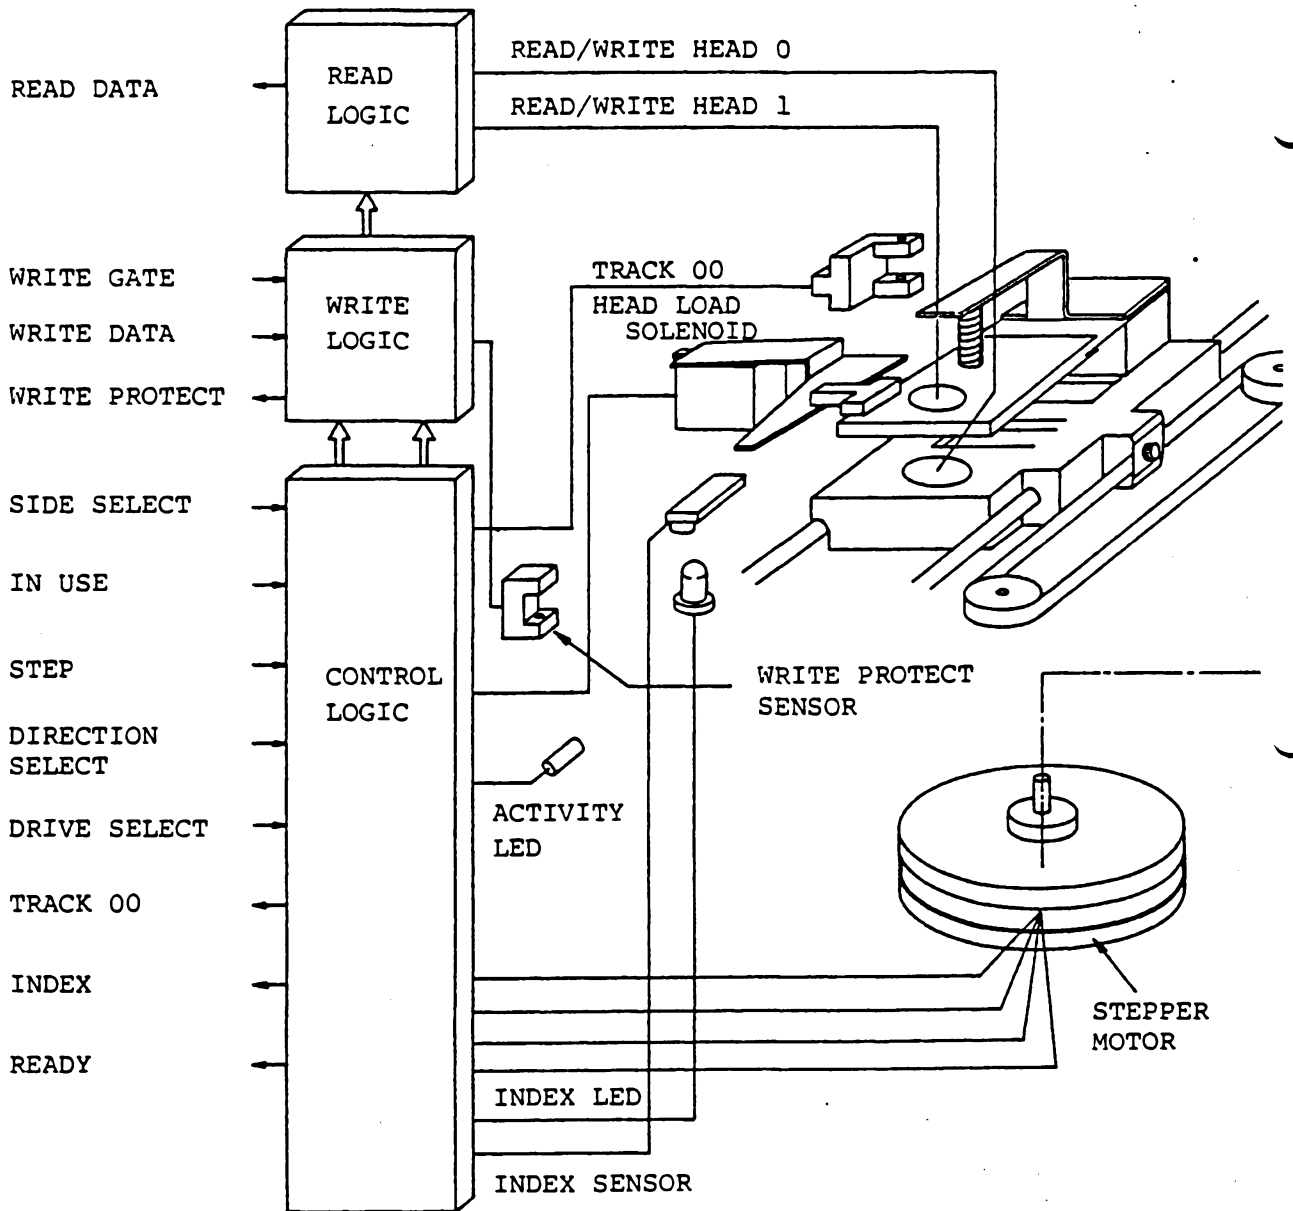 READ/WRITE HEAD 0
READ DATA
READ
LOGIC
READ/WRITE HEAD 1
WRITE GATE
WRITE DATA
WRITE PROTECT
WRITE
LOGIC
TRACK 00
HEAD LOAD
SOLENOID
SIDE SELECT
IN USE
STEP
DIRECTION
SELECT
DRIVE SELECT
TRACK 00
INDEX
READY
CONTROL
LOGIC
WRITE PROTECT
SENSOR
ACTIVITY
LED
STEPPER
MOTOR
INDEX LED
INDEX SENSOR